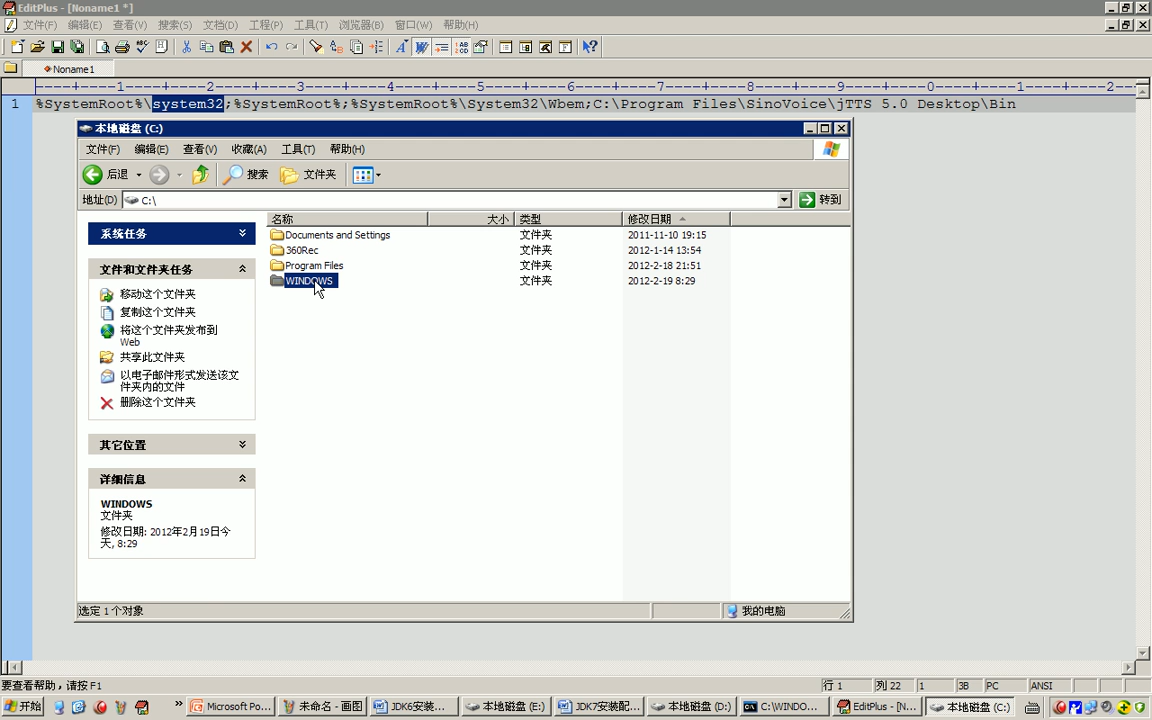 EditPlus - [Noname1 *]
文件(F) 编辑(E) 查看(V) 搜索(S) 文档(D) 工程(P) 工具(T) 浏览器(B) 窗口(W) 帮助(H)
Noname1
----+----1----+----2----+----3----+----4----+----5----+----6----+----7----+----8----+----9----+----0----+----1----+----2--
1 %SystemRoot%\system32;%SystemRoot%;%SystemRoot%\System32\Wbem;C:\Program Files\SinoVoice\jTTS 5.0 Desktop\Bin
本地磁盘 (C:)
文件(F) 编辑(E) 查看(V) 收藏(A) 工具(T) 帮助(H)
后退 搜索 文件夹
地址(D) C:\ 转到
名称 大小 类型 修改日期
系统任务
Documents and Settings 文件夹 2011-11-10 19:15
360Rec 文件夹 2012-1-14 13:54
Program Files 文件夹 2012-2-18 21:51
WINDOWS 文件夹 2012-2-19 8:29
文件和文件夹任务
移动这个文件夹
复制这个文件夹
将这个文件夹发布到
Web
共享此文件夹
以电子邮件形式发送该文
件夹内的文件
删除这个文件夹
其它位置
详细信息
WINDOWS
文件夹
修改日期: 2012年2月19日今
天, 8:29
选定 1 个对象 我的电脑
要查看帮助，请按 F1 行 1 列 22 1 3B PC ANSI
开始 » Microsoft Po... 未命名 - 画图 JDK6安装... 本地磁盘 (E:) JDK7安装配... 本地磁盘 (D:) C:\WINDO... EditPlus - [N... 本地磁盘 (C:)